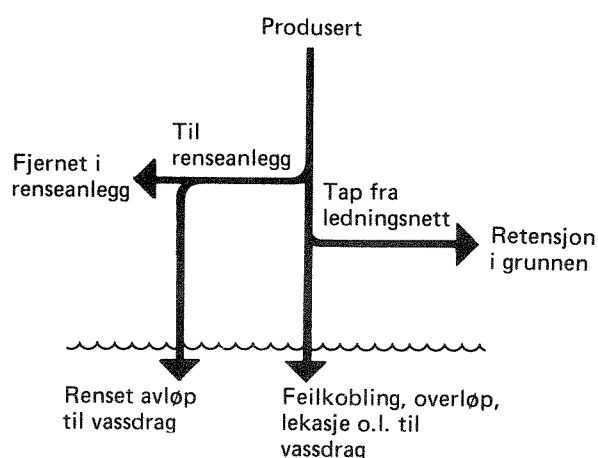 Produsert
Til
renseanlegg
Fjernet i
renseanlegg
Tap fra
ledningsnett
Retensjon
i grunnen
Renset avløp
til vassdrag
Feilkobling, overløp,
lekasje o.l. til
vassdrag